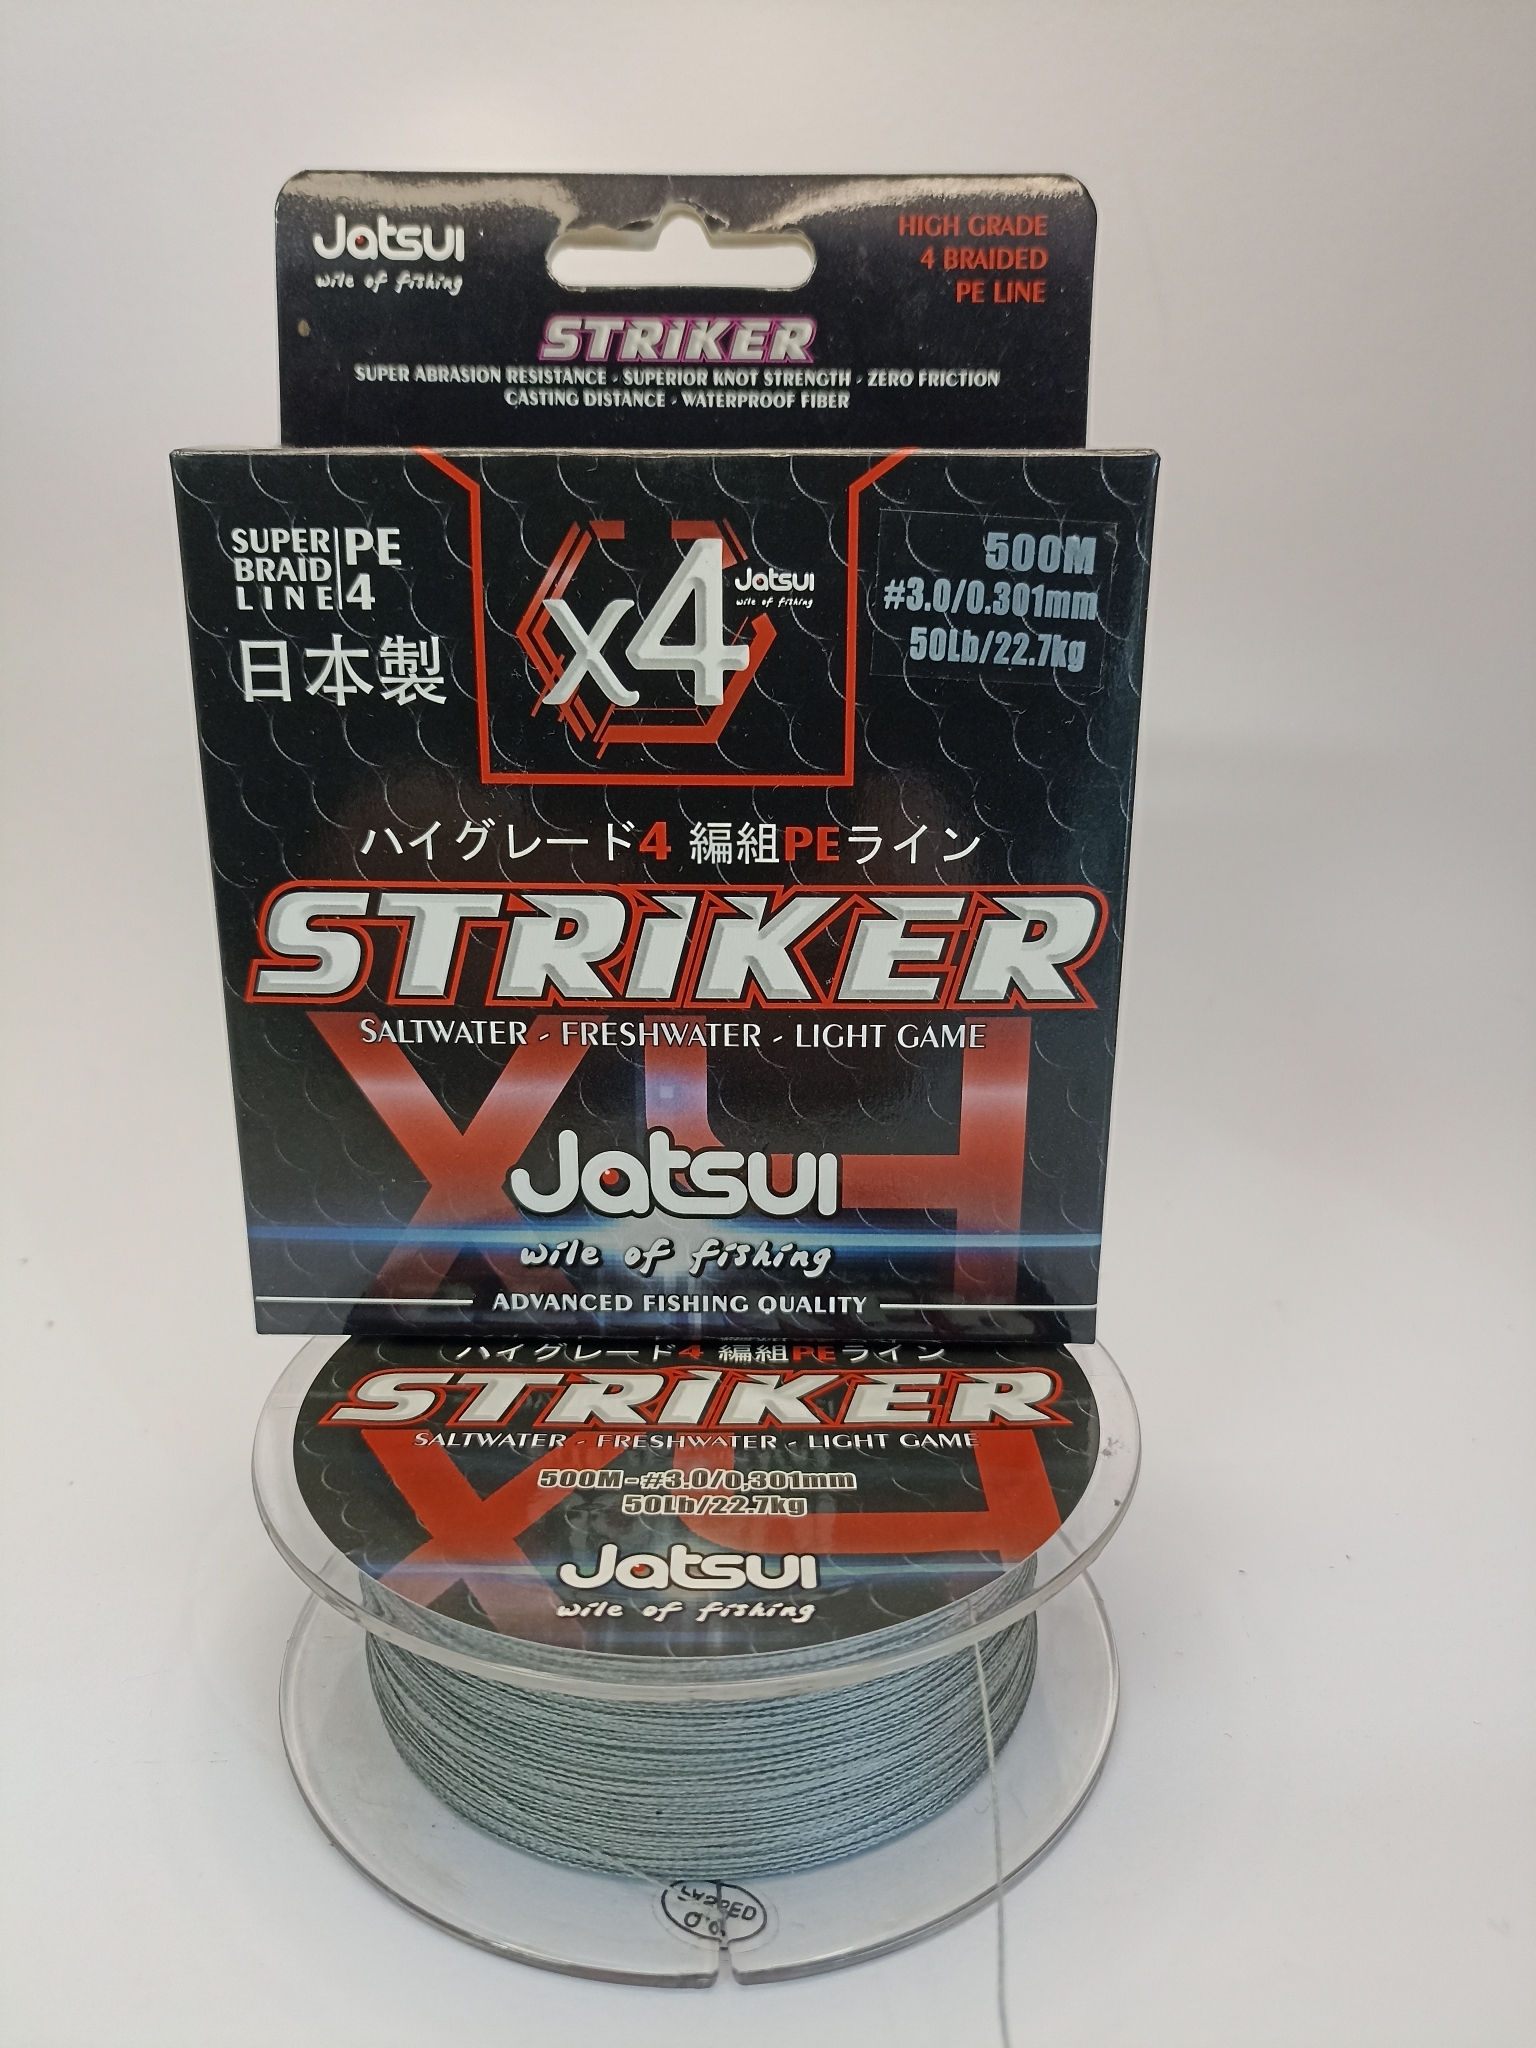 Jatsui
wile of fishing
HIGH GRADE
4 BRAIDED
PE LINE
STRIKER
SUPER ABRASION RESISTANCE - SUPERIOR KNOT STRENGTH - ZERO FRICTION
CASTING DISTANCE - WATERPROOF FIBER
SUPER
BRAID
LINE
PE
4
日本製
x4
Jatsui
wile of fishing
500M
#3.0/0.301mm
50Lb/22.7kg
ハイグレード4 編組PEライン
STRIKER
SALTWATER - FRESHWATER - LIGHT GAME
X4
Jatsui
wile of fishing
ADVANCED FISHING QUALITY
ハイグレード4 編組PEライン
STRIKER
SALTWATER - FRESHWATER - LIGHT GAME
X4
500M-#3.0/0,301mm
50Lb/22.7kg
Jatsui
wile of fishing